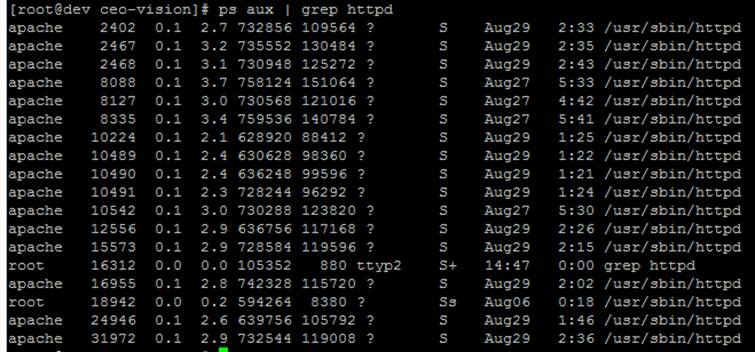 [root@dev ceo-vision]# ps aux | grep httpd
apache    2402  0.1  2.7 732856 109564 ?       S    Aug29   2:33 /usr/sbin/httpd
apache    2467  0.1  3.2 735552 130484 ?       S    Aug29   2:35 /usr/sbin/httpd
apache    2468  0.1  3.1 730948 125272 ?       S    Aug29   2:43 /usr/sbin/httpd
apache    8088  0.1  3.7 758124 151064 ?       S    Aug27   5:33 /usr/sbin/httpd
apache    8127  0.1  3.0 730568 121016 ?       S    Aug27   4:42 /usr/sbin/httpd
apache    8335  0.1  3.4 759536 140784 ?       S    Aug27   5:41 /usr/sbin/httpd
apache   10224  0.1  2.1 628920 88412 ?        S    Aug29   1:25 /usr/sbin/httpd
apache   10489  0.1  2.4 630628 98360 ?        S    Aug29   1:22 /usr/sbin/httpd
apache   10490  0.1  2.4 636248 99596 ?        S    Aug29   1:21 /usr/sbin/httpd
apache   10491  0.1  2.3 728244 96292 ?        S    Aug29   1:24 /usr/sbin/httpd
apache   10542  0.1  3.0 730288 123820 ?       S    Aug27   5:30 /usr/sbin/httpd
apache   12556  0.1  2.9 636756 117168 ?       S    Aug29   2:26 /usr/sbin/httpd
apache   15573  0.1  2.9 728584 119596 ?       S    Aug29   2:15 /usr/sbin/httpd
root     16312  0.0  0.0 105352   880 ttyp2    S+   14:47   0:00 grep httpd
apache   16955  0.1  2.8 742328 115720 ?       S    Aug29   2:02 /usr/sbin/httpd
root     18942  0.0  0.2 594264  8380 ?        Ss   Aug06   0:18 /usr/sbin/httpd
apache   24946  0.1  2.6 639756 105792 ?       S    Aug29   1:46 /usr/sbin/httpd
apache   31972  0.1  2.9 732544 119008 ?       S    Aug29   2:36 /usr/sbin/httpd